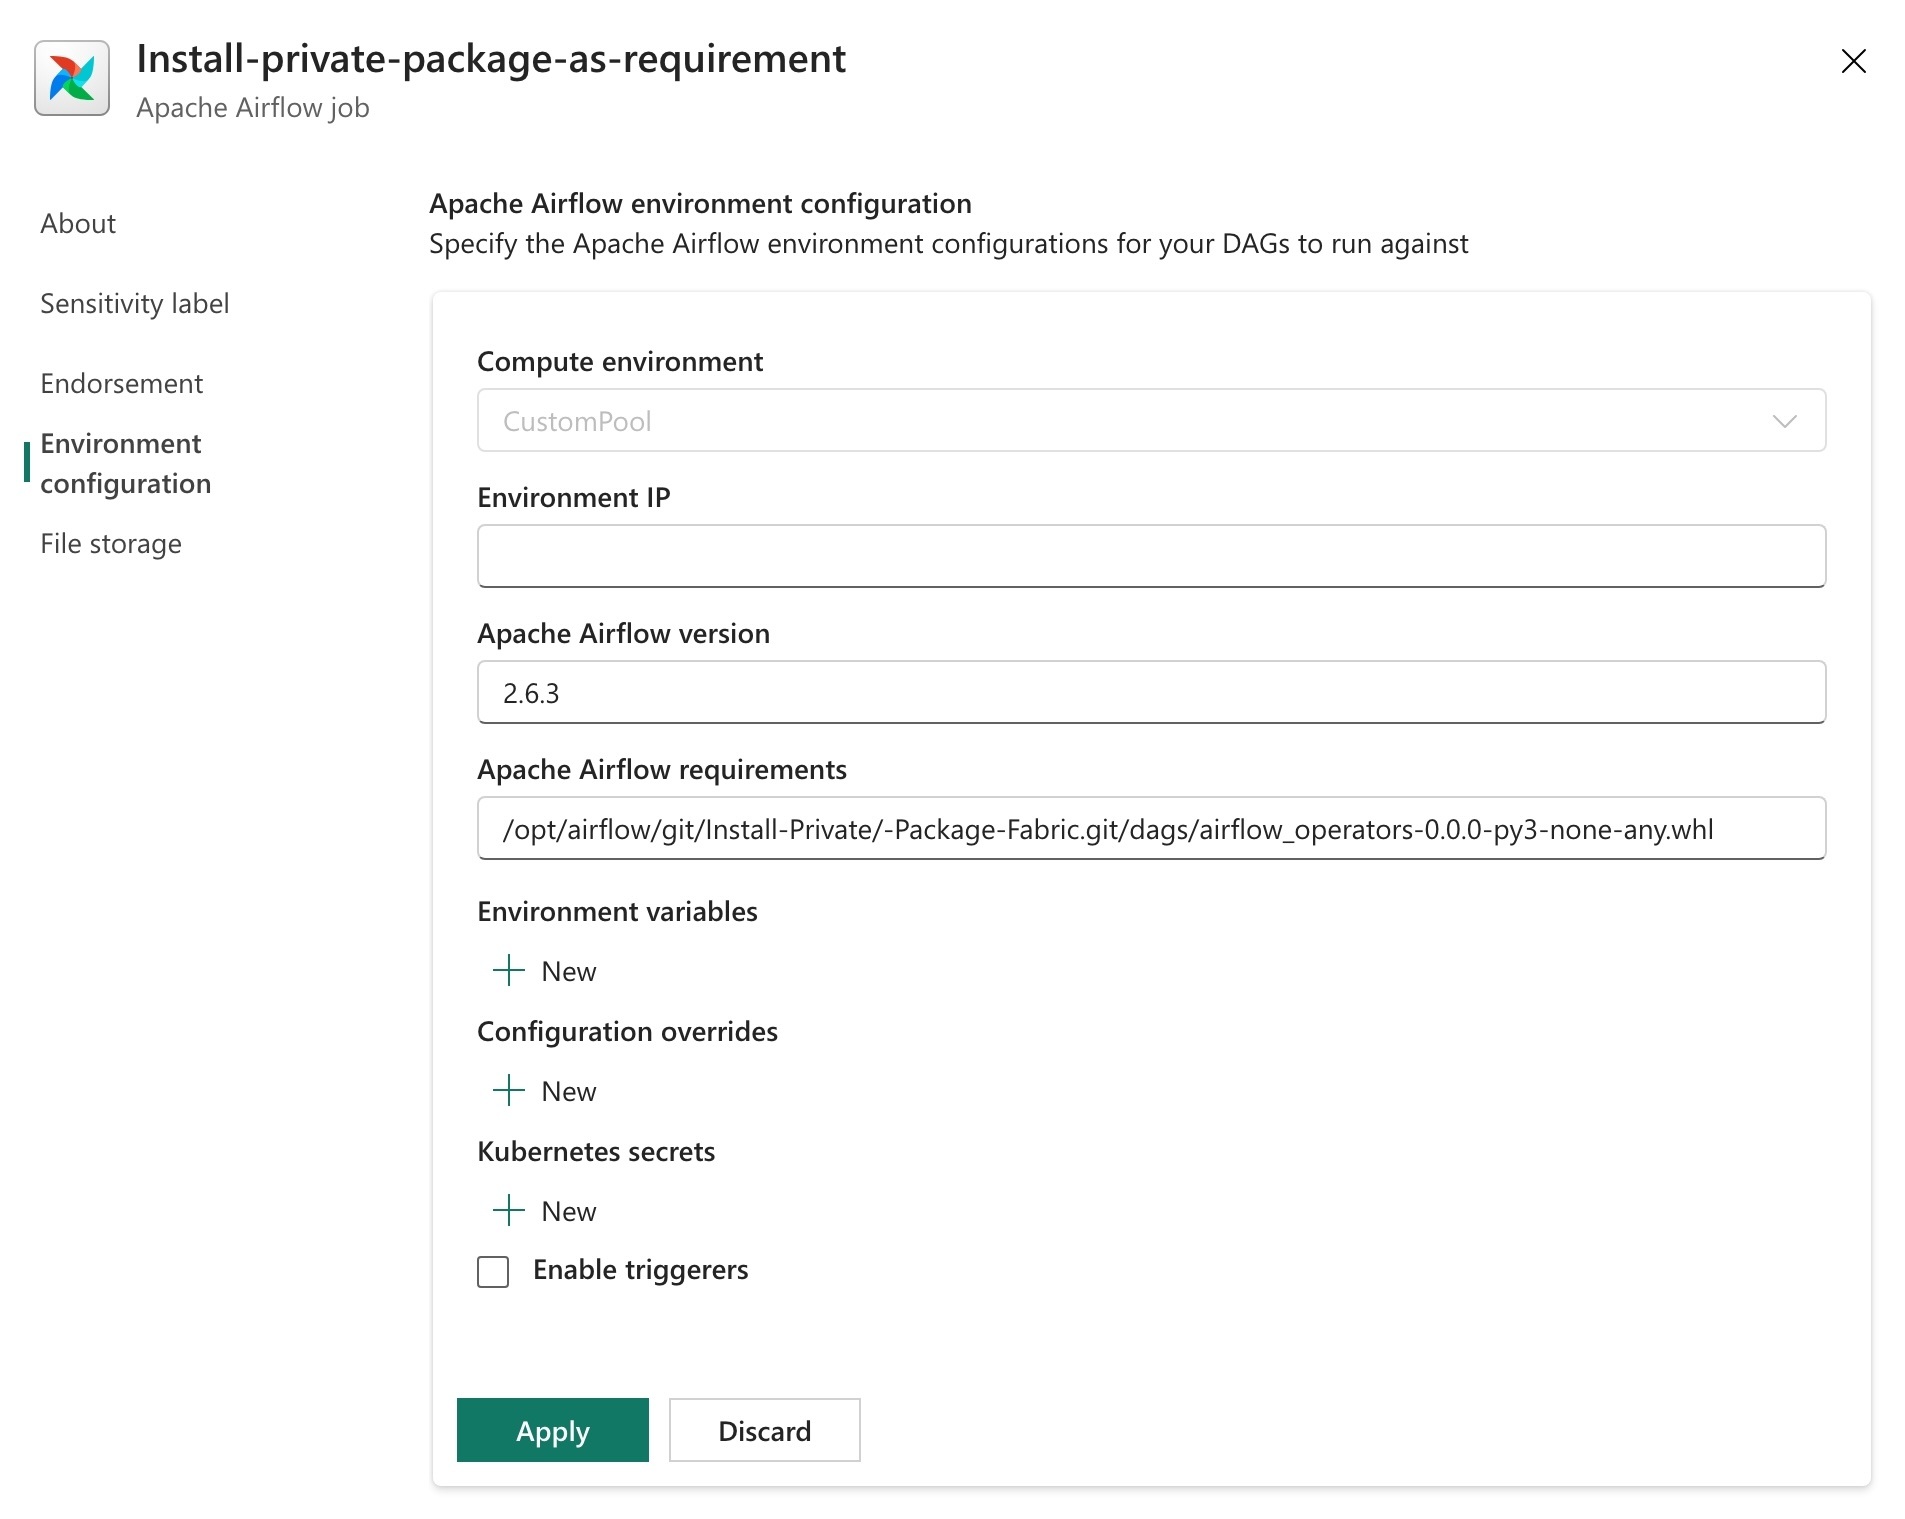 Install-private-package-as-requirement
Apache Airflow job
About
Sensitivity label
Endorsement
Environment
configuration
File storage
Apache Airflow environment configuration
Specify the Apache Airflow environment configurations for your DAGs to run against
Compute environment
CustomPool
Environment IP
Apache Airflow version
2.6.3
Apache Airflow requirements
/opt/airflow/git/Install-Private/-Package-Fabric.git/dags/airflow_operators-0.0.0-py3-none-any.whl
Environment variables
New
Configuration overrides
New
Kubernetes secrets
New
Enable triggerers
Apply
Discard